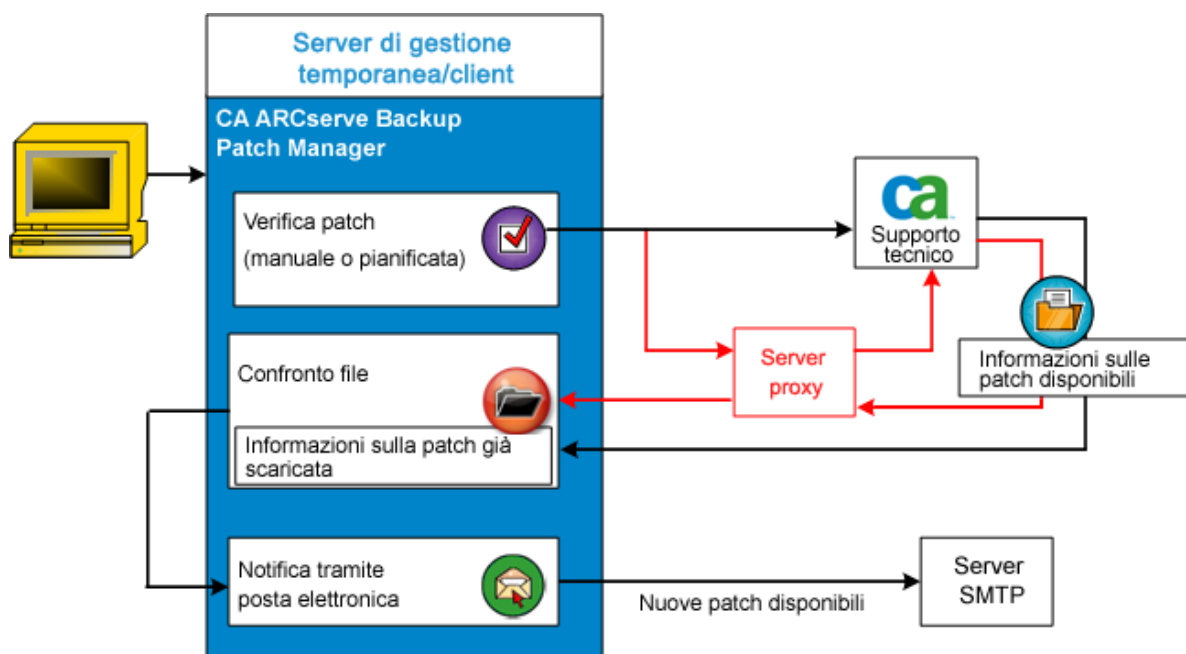 Server di gestione
temporanea/client
CA ARCserve Backup
Patch Manager
Verifica patch
(manuale o pianificata)
ca
Supporto
tecnico
Server
proxy
Informazioni sulle
patch disponibili
Confronto file
Informazioni sulla patch già
scaricata
Notifica tramite
posta elettronica
Nuove patch disponibili
Server
SMTP